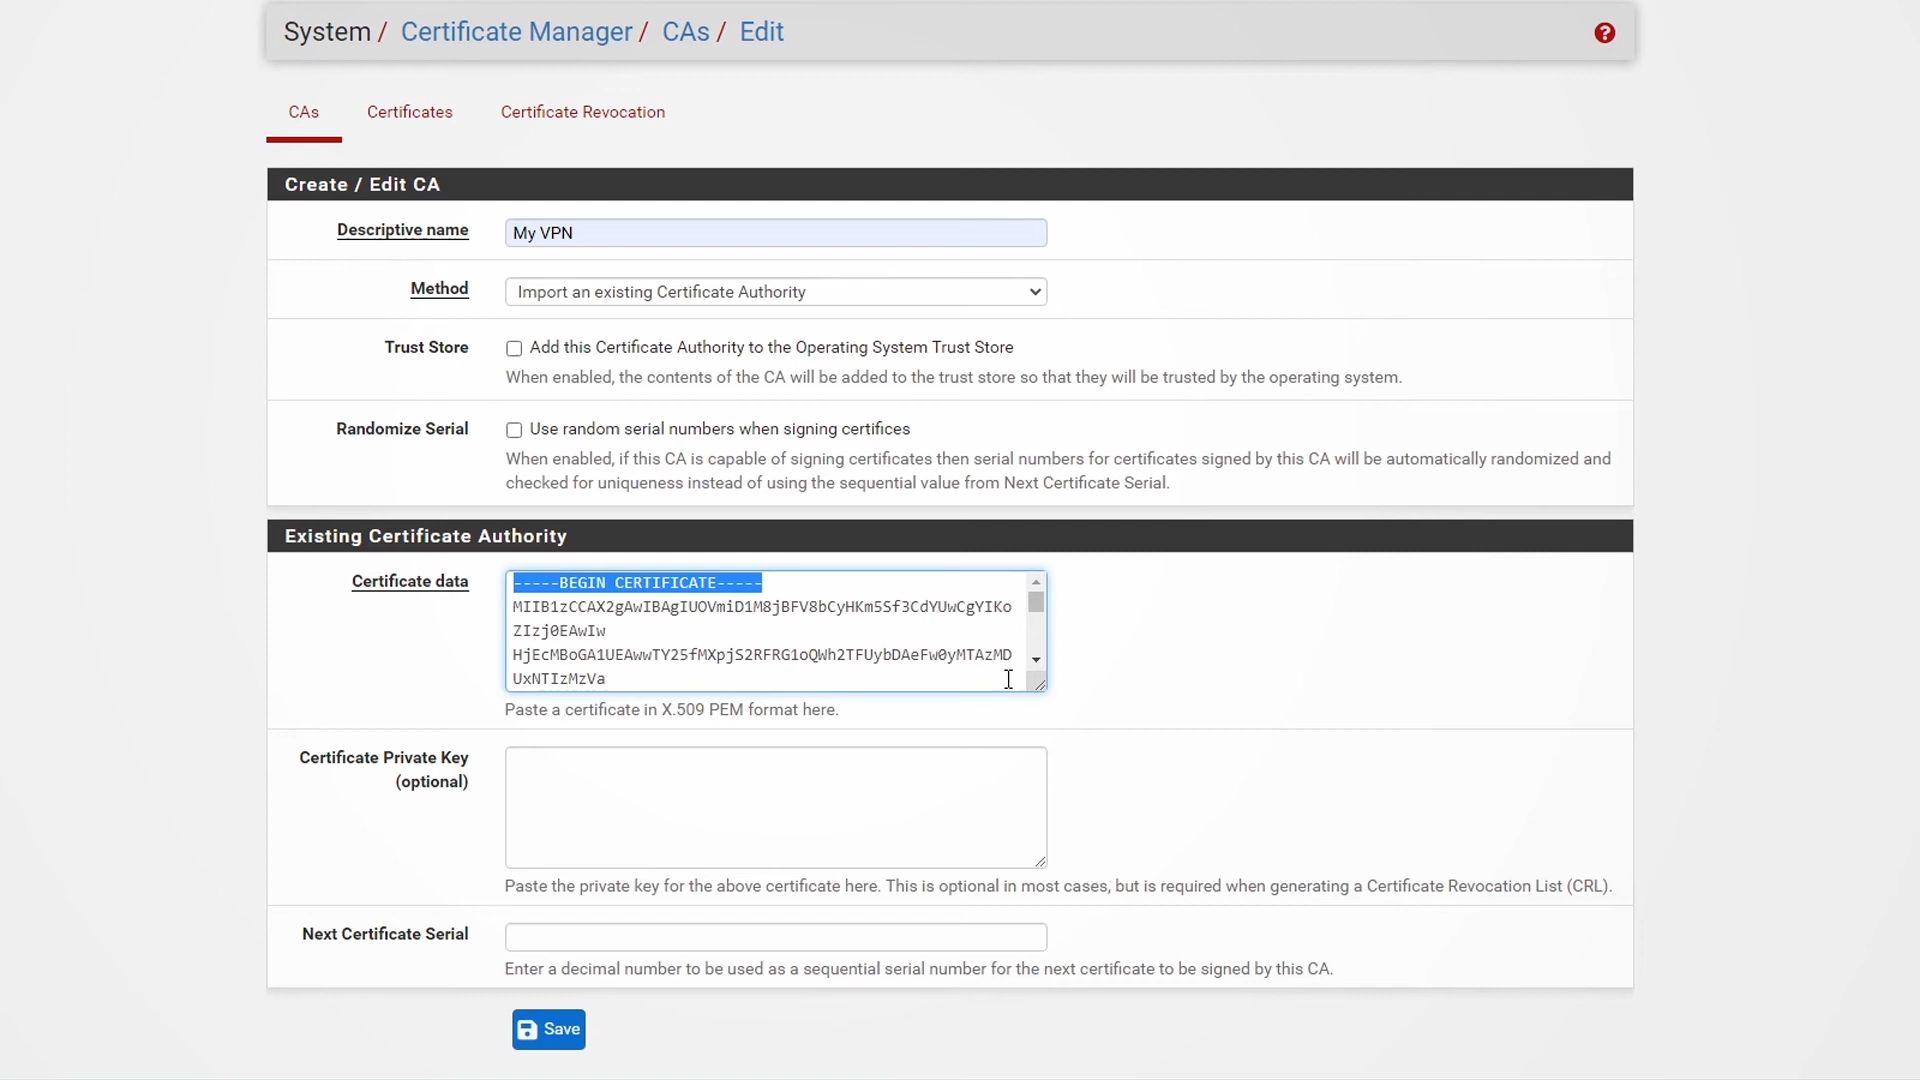 System / Certificate Manager / CAs / Edit
CAs Certificates Certificate Revocation
Create / Edit CA
Descriptive name My VPN
Method Import an existing Certificate Authority
Trust Store Add this Certificate Authority to the Operating System Trust Store
When enabled, the contents of the CA will be added to the trust store so that they will be trusted by the operating system.
Randomize Serial Use random serial numbers when signing certifices
When enabled, if this CA is capable of signing certificates then serial numbers for certificates signed by this CA will be automatically randomized and
checked for uniqueness instead of using the sequential value from Next Certificate Serial.
Existing Certificate Authority
Certificate data -----BEGIN CERTIFICATE-----
MIIB1zCCAX2gAwIBAgIUOVmiD1M8jBFV8bCyHKm5Sf3CdYUwCgYIKo
ZIzj0EAwIw
HjEcMBoGA1UEAwwTY25fMXpjS2RFRG1oQWh2TFUybDAeFw0yMTAzMD
UxNTIzMzVa
Paste a certificate in X.509 PEM format here.
Certificate Private Key
(optional)
Paste the private key for the above certificate here. This is optional in most cases, but is required when generating a Certificate Revocation List (CRL).
Next Certificate Serial
Enter a decimal number to be used as a sequential serial number for the next certificate to be signed by this CA.
Save